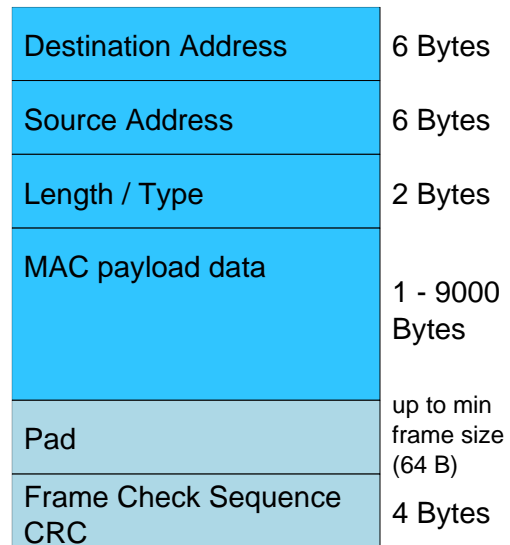 Destination Address
6 Bytes
Source Address
6 Bytes
Length / Type
2 Bytes
MAC payload data
1 - 9000
Bytes
Pad
up to min
frame size
(64 B)
Frame Check Sequence
CRC
4 Bytes